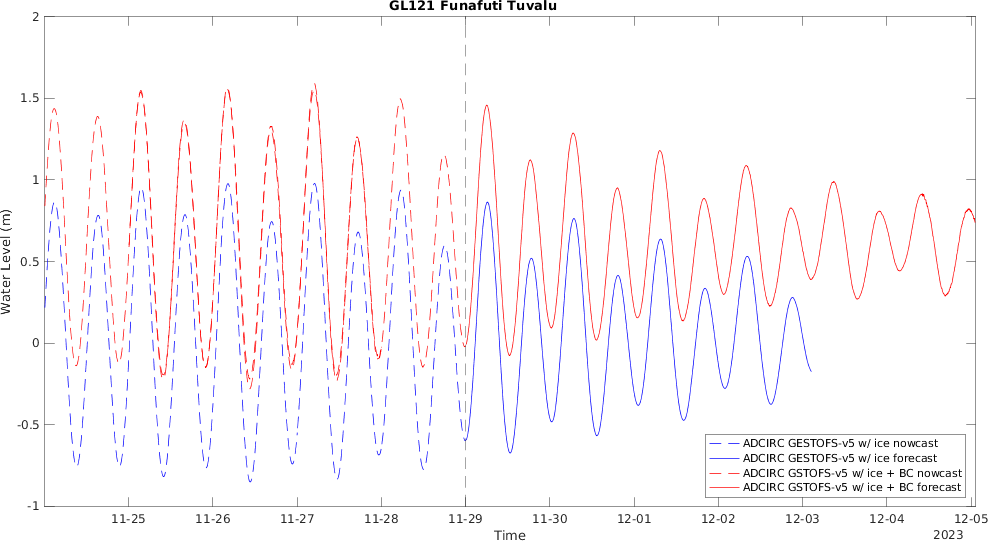 GL121 Funafuti Tuvalu
2
1.5
1
0.5
0
-0.5
-1
Water Level (m)
11-25 11-26 11-27 11-28 11-29 11-30 12-01 12-02 12-03 12-04 12-05
Time
2023
ADCIRC GESTOFS-v5 w/ ice nowcast
ADCIRC GESTOFS-v5 w/ ice forecast
ADCIRC GSTOFS-v5 w/ ice + BC nowcast
ADCIRC GSTOFS-v5 w/ ice + BC forecast